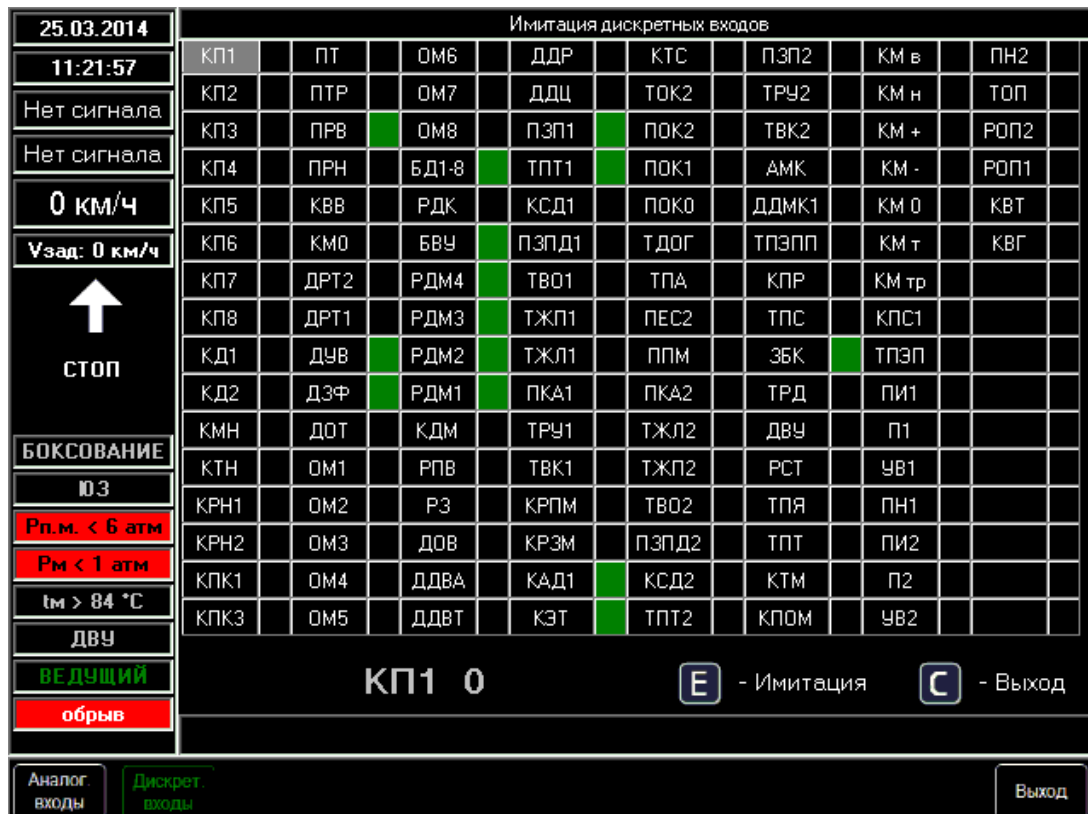 25.03.2014
11:21:57
Нет сигнала
Нет сигнала
0 км/ч
Vзад: 0 км/ч
стоп
БОКСОВАНИЕ
ЮЗ
Pп.м. < 6 атм
Pм < 1 атм
tм > 84 °C
ДВУ
ВЕДУЩИЙ
обрыв
Имитация дискретных входов
КП1 ПТ ОМ6 ДДР КТС ПЗП2 КМ в ПН2
КП2 ПТР ОМ7 ДДЦ ТОК2 ТРУ2 КМ н ТОП
КП3 ПРВ ОМ8 ПЗП1 ПОК2 ТВК2 КМ + РОП2
КП4 ПРН БД1-8 ТПТ1 ПОК1 АМК КМ - РОП1
КП5 КВВ РДК КСД1 ПОК0 ДДМК1 КМ 0 КВТ
КП6 КМ0 БВУ ПЗПД1 ТДОГ ТПЭПП КМ т КВГ
КП7 ДРТ2 РДМ4 ТВО1 ТПА КПР КМ тр
КП8 ДРТ1 РДМ3 ТЖП1 ПЕС2 ТПС КПС1
КД1 ДУВ РДМ2 ТЖЛ1 ППМ ЗБК ТПЭП
КД2 ДЗФ РДМ1 ПКА1 ПКА2 ТРД ПИ1
КМН ДОТ КДМ ТРУ1 ТЖЛ2 ДВУ П1
КТН ОМ1 РПВ ТВК1 ТЖП2 РСТ УВ1
КРН1 ОМ2 РЗ КРПМ ТВО2 ТПЯ ПН1
КРН2 ОМ3 ДОВ КРЗМ ПЗПД2 ТПТ ПИ2
КПК1 ОМ4 ДДВА КАД1 КСД2 КТМ П2
КПК3 ОМ5 ДДВТ КЭТ ТПТ2 КПОМ УВ2
КП1 0 E - Имитация C - Выход
Аналог. входы
Дискрет. входы
Выход